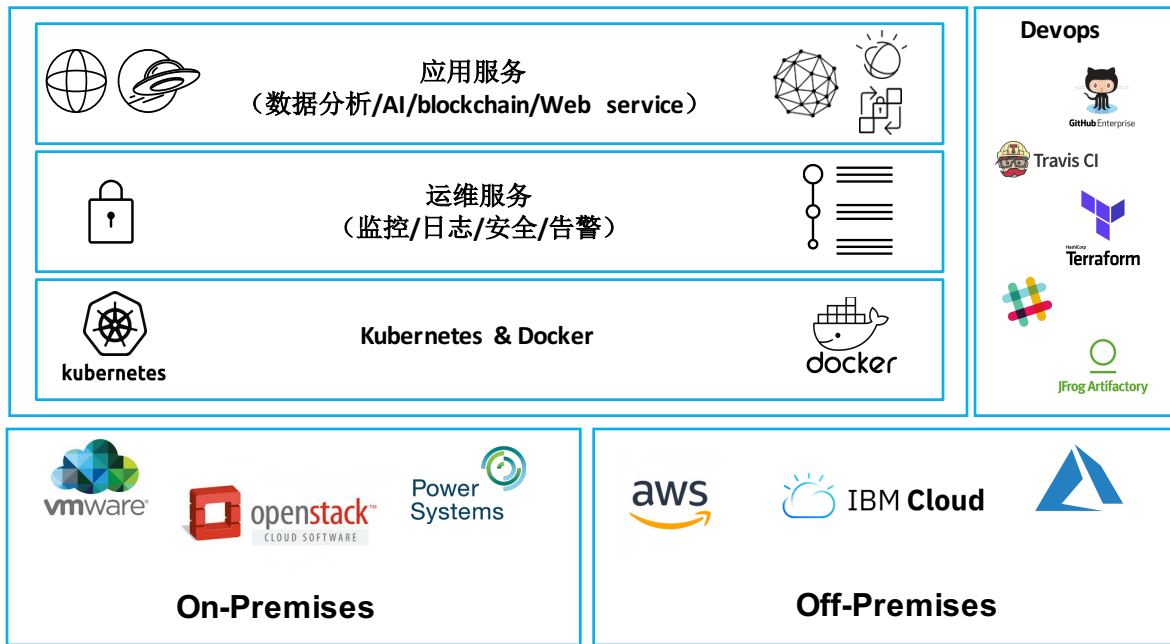 应用服务
（数据分析/AI/blockchain/Web service）
运维服务
（监控/日志/安全/告警）
kubernetes
Kubernetes & Docker
docker
Devops
GitHub Enterprise
Travis CI
HashiCorp
Terraform
JFrog Artifactory
vmware®
openstack™
CLOUD SOFTWARE
Power
Systems
On-Premises
aws
IBM Cloud
Off-Premises